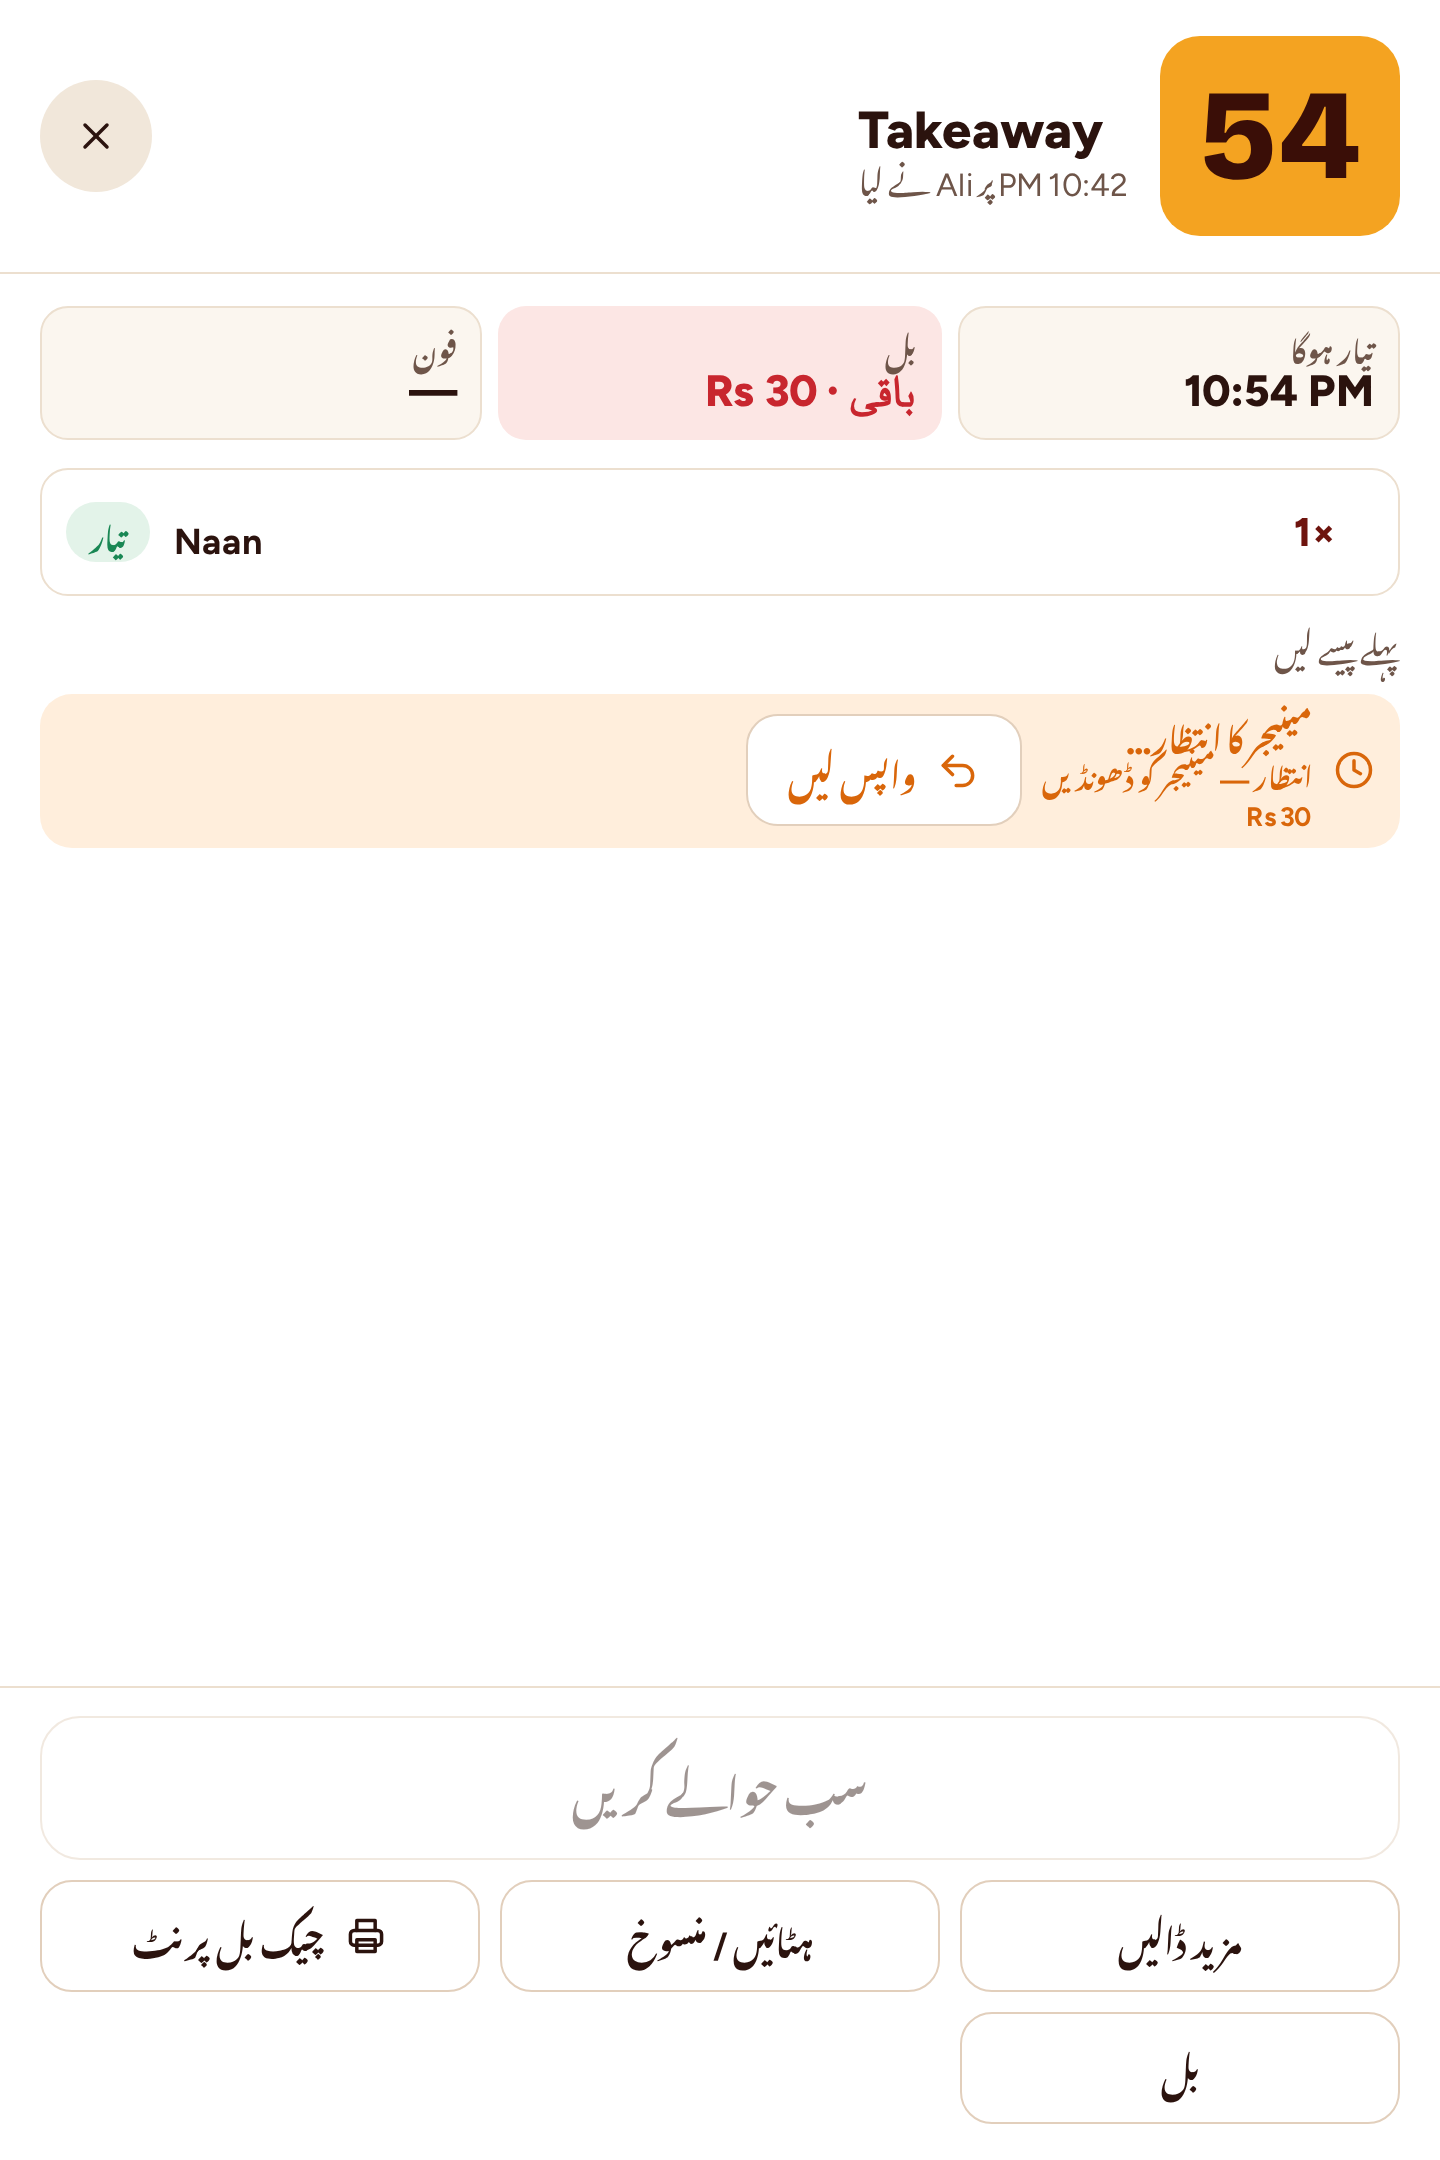 54
Takeaway
10:42 PM پر Ali نے لیا
تیار ہوگا
10:54 PM
بل
باقی · Rs 30
فون
—
1×
Naan
تیار
پہلے پیسے لیں
مینیجر کا انتظار...
انتظار — مینیجر کو ڈھونڈیں
Rs 30
واپس لیں
سب حوالے کریں
مزید ڈالیں
ہٹائیں / منسوخ
چیک بل پرنٹ
بل